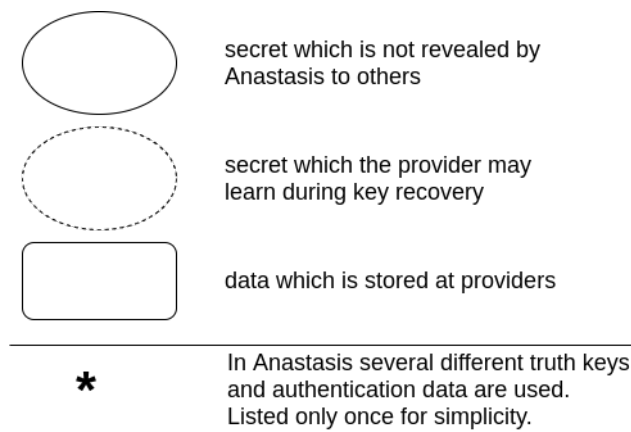 secret which is not revealed by
Anastasis to others
secret which the provider may
learn during key recovery
data which is stored at providers
* In Anastasis several different truth keys
and authentication data are used.
Listed only once for simplicity.